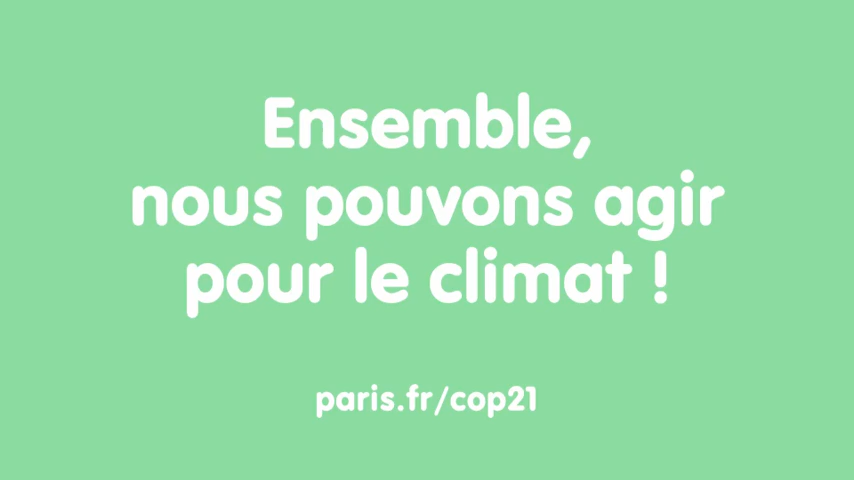 Ensemble,
nous pouvons agir
pour le climat !
paris.fr/cop21